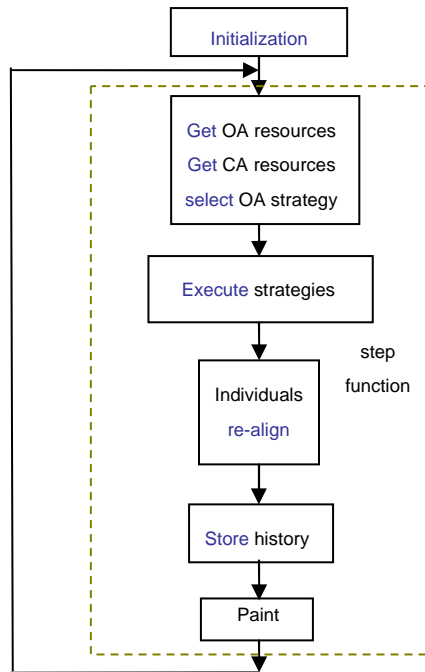 Initialization
Get OA resources
Get CA resources
select OA strategy
Execute strategies
step
function
Individuals
re-align
Store history
Paint